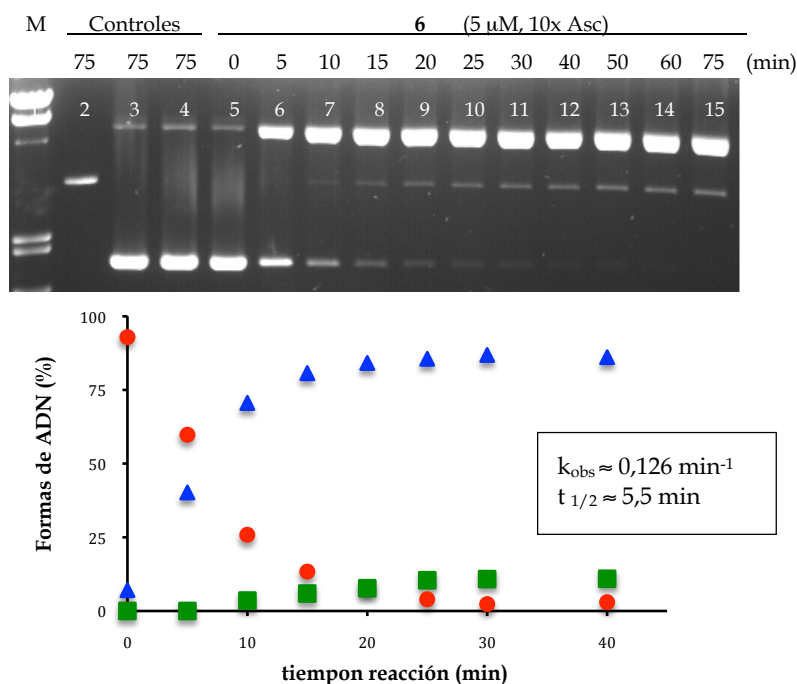 M Controles 6 (5 µM, 10x Asc)
75 75 75 0 5 10 15 20 25 30 40 50 60 75 (min)
2 3 4 5 6 7 8 9 10 11 12 13 14 15
100
75
50
25
0
0 10 20 30 40
Formas de ADN (%)
tiempon reacción (min)
kobs ≈ 0,126 min-1
t 1/2 ≈ 5,5 min